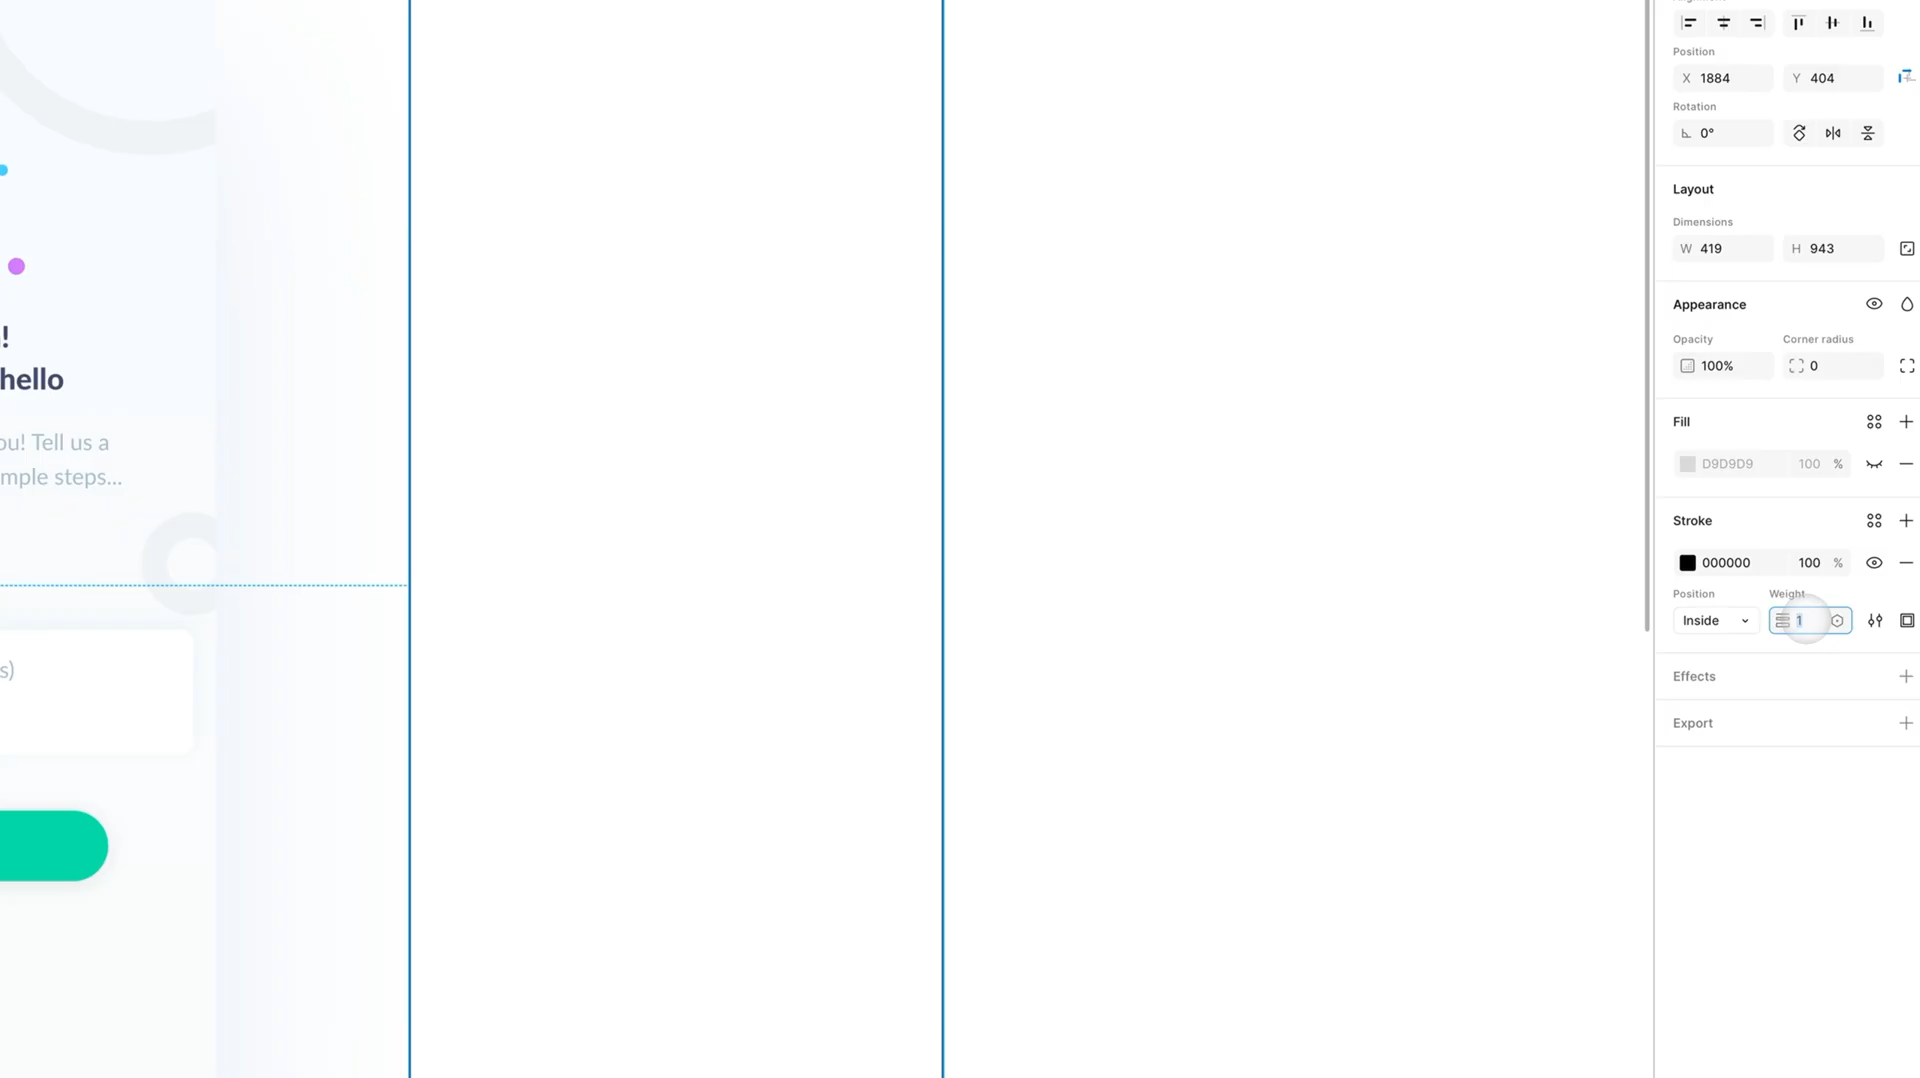 !
hello
ou! Tell us a
mple steps...
s)
Position
X 1884
Y 404
Rotation
0°
Layout
Dimensions
W 419
H 943
Appearance
Opacity
Corner radius
100%
0
Fill
D9D9D9 100 %
Stroke
000000 100 %
Position
Weight
Inside
1
Effects
Export